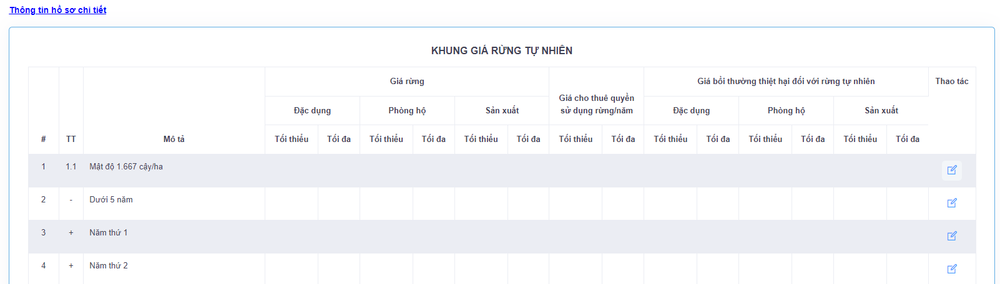 Thông tin hồ sơ chi tiết
KHUNG GIÁ RỪNG TỰ NHIÊN
Giá rừng
Giá bồi thường thiệt hại đối với rừng tự nhiên
Thao tác
Giá cho thuê quyền
sử dụng rừng/năm
Đặc dụng Phòng hộ Sản xuất Đặc dụng Phòng hộ Sản xuất
# TT Mô tả Tối thiểu Tối đa Tối thiểu Tối đa Tối thiểu Tối đa Tối thiểu Tối đa Tối thiểu Tối đa Tối thiểu Tối đa Tối thiểu Tối đa
1 1.1 Mật độ 1.667 cậy/ha
2 - Dưới 5 năm
3 + Năm thứ 1
4 + Năm thứ 2